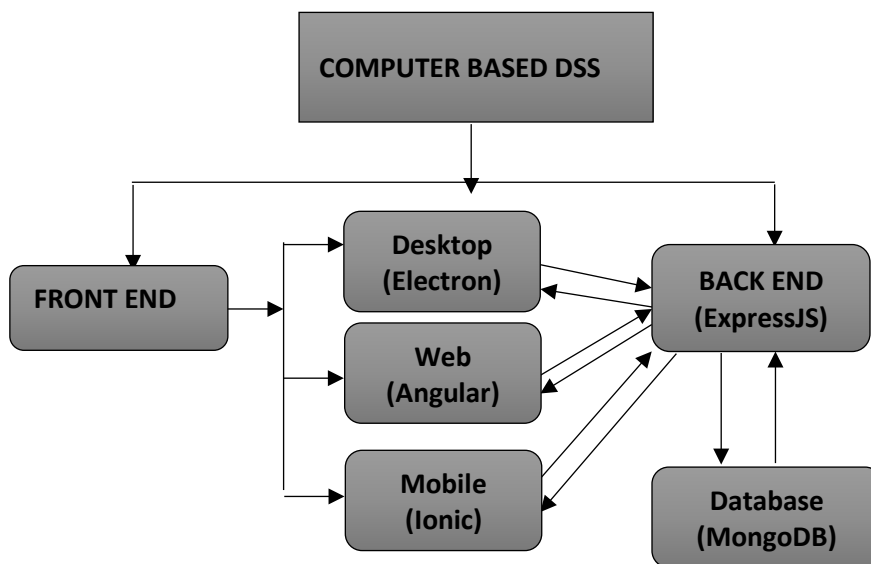 COMPUTER BASED DSS
FRONT END
Desktop
(Electron)
Web
(Angular)
Mobile
(Ionic)
BACK END
(ExpressJS)
Database
(MongoDB)